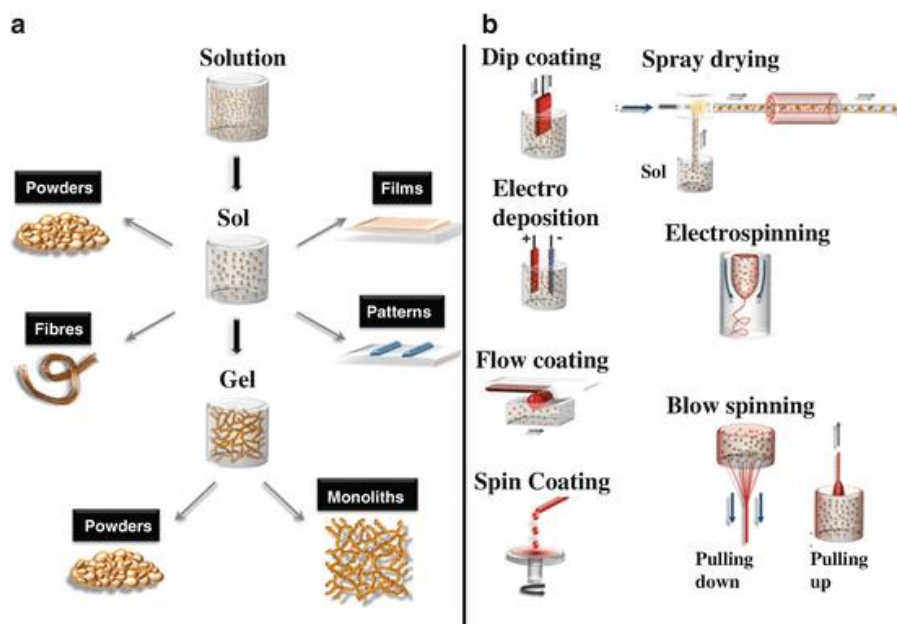 a
Solution
Powders
Films
Sol
Fibres
Patterns
Gel
Powders
Monoliths
b
Dip coating
Spray drying
Sol
Electro
deposition
+ -
Electrospinning
Flow coating
Blow spinning
Spin Coating
Pulling
down
Pulling
up